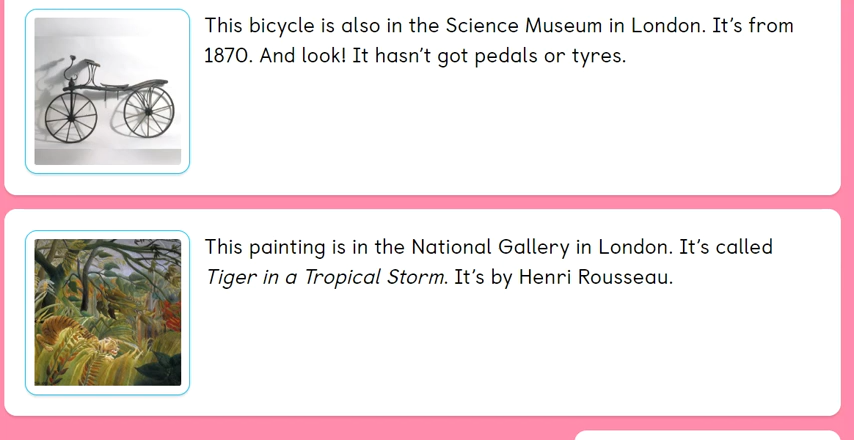 This bicycle is also in the Science Museum in London. It’s from
1870. And look! It hasn’t got pedals or tyres.
This painting is in the National Gallery in London. It’s called
Tiger in a Tropical Storm. It’s by Henri Rousseau.